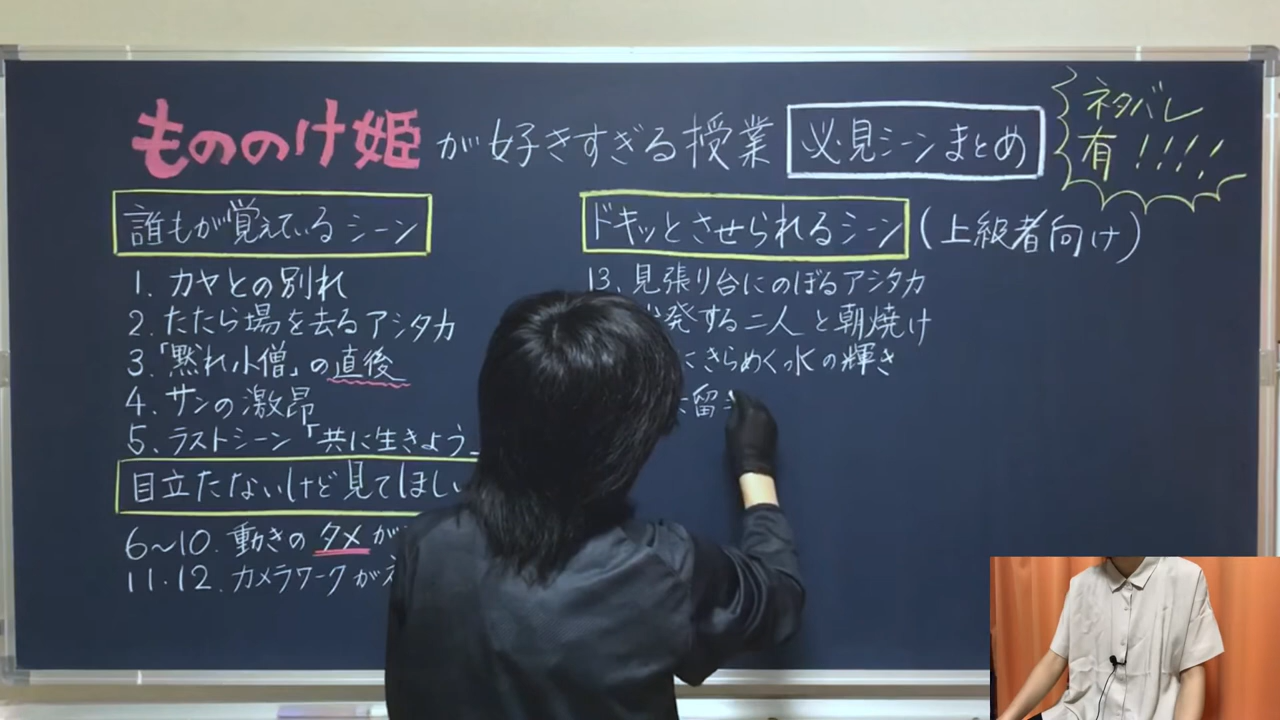 もののけ姫が好きすぎる授業 必見シーンまとめ
ネタバレ
有!!!!
誰もが覚えているシーン
1. カヤとの別れ
2. たたら場を去るアシタカ
3.「黙れ小僧」の直後
4. サンの激昂
5. ラストシーン「共に生きよう」
目立たないけど見てほしい
6〜10. 動きのタメが
11・12. カメラワークが
ドキッとさせられるシーン(上級者向け)
13. 見張り台にのぼるアシタカ
発する二人と朝焼け
にきらめく水の輝き
留